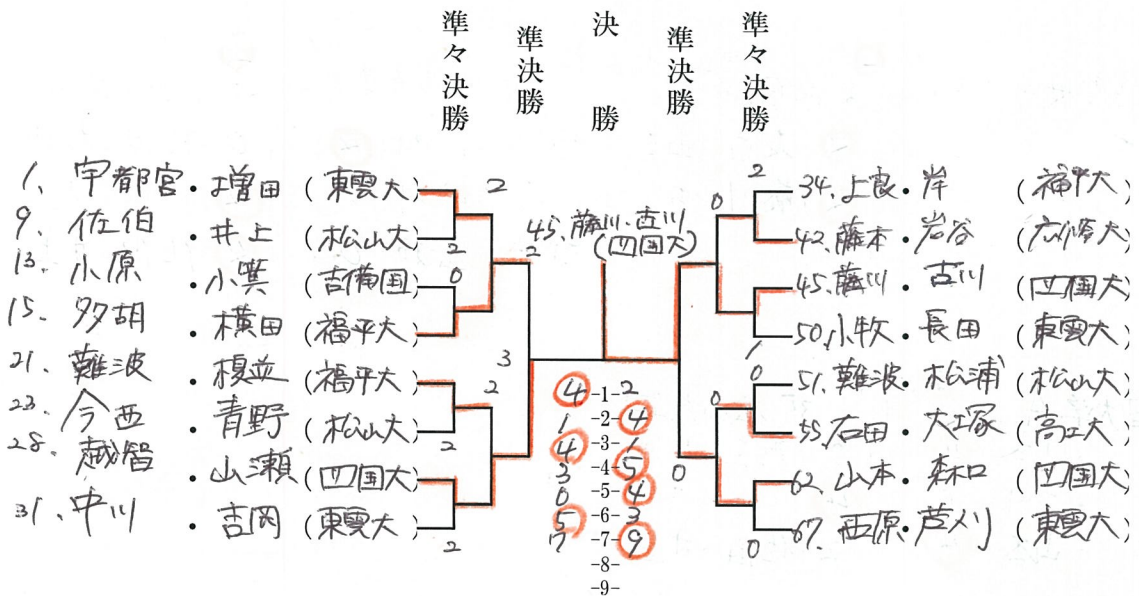 準々決勝
準決勝
決勝
準決勝
準々決勝
1. 宇都宮・増田 (東雲大)
9. 佐伯・井上 (松山大)
13. 小原・小箕 (吉備国)
15. 多胡・横田 (福平大)
21. 難波・榎並 (福平大)
23. 今西・青野 (松山大)
28. 越智・山瀬 (四国大)
31. 中川・吉岡 (東雲大)
2
2
0
2
2
2
3
45. 藤川・古川
(四国大)
2
34. 上良・岸 (福平大)
42. 藤本・岩谷 (広修大)
45. 藤川・古川 (四国大)
50. 小牧・長田 (東雲大)
51. 難波・松浦 (松山大)
55. 石田・大塚 (高工大)
62. 山本・森口 (四国大)
67. 西原・芦刈 (東雲大)
2
0
1
0
0
0
0
4 -1- 2
1 -2- 4
4 -3- 1
3 -4- 5
0 -5- 4
5 -6- 3
7 -7- 9
-8-
-9-